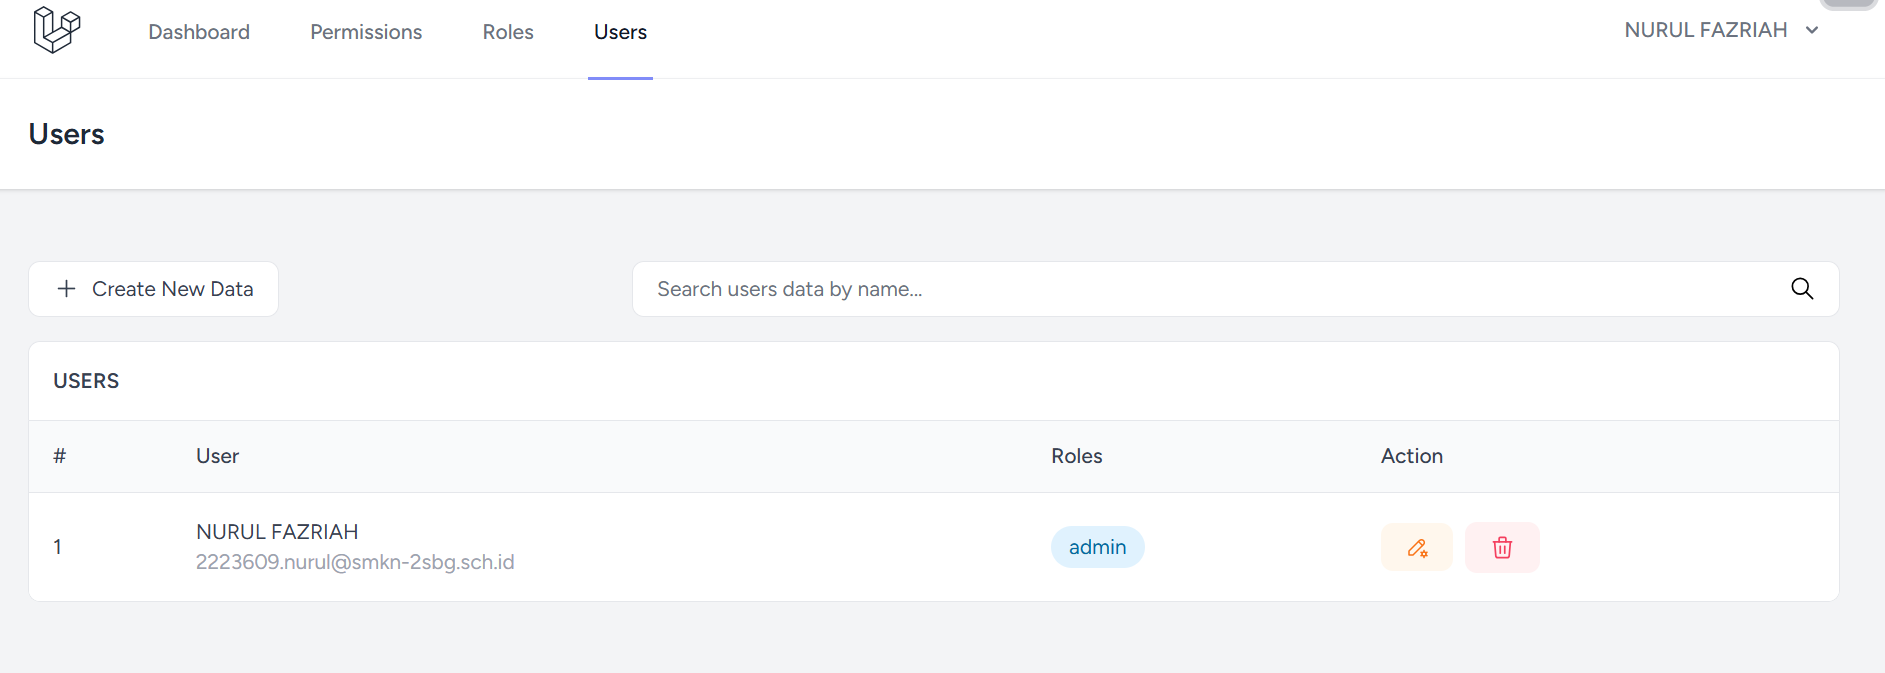 Dashboard Permissions Roles Users NURUL FAZRIAH
Users
Create New Data Search users data by name...
USERS
# User Roles Action
1 NURUL FAZRIAH admin
2223609.nurul@smkn-2sbg.sch.id